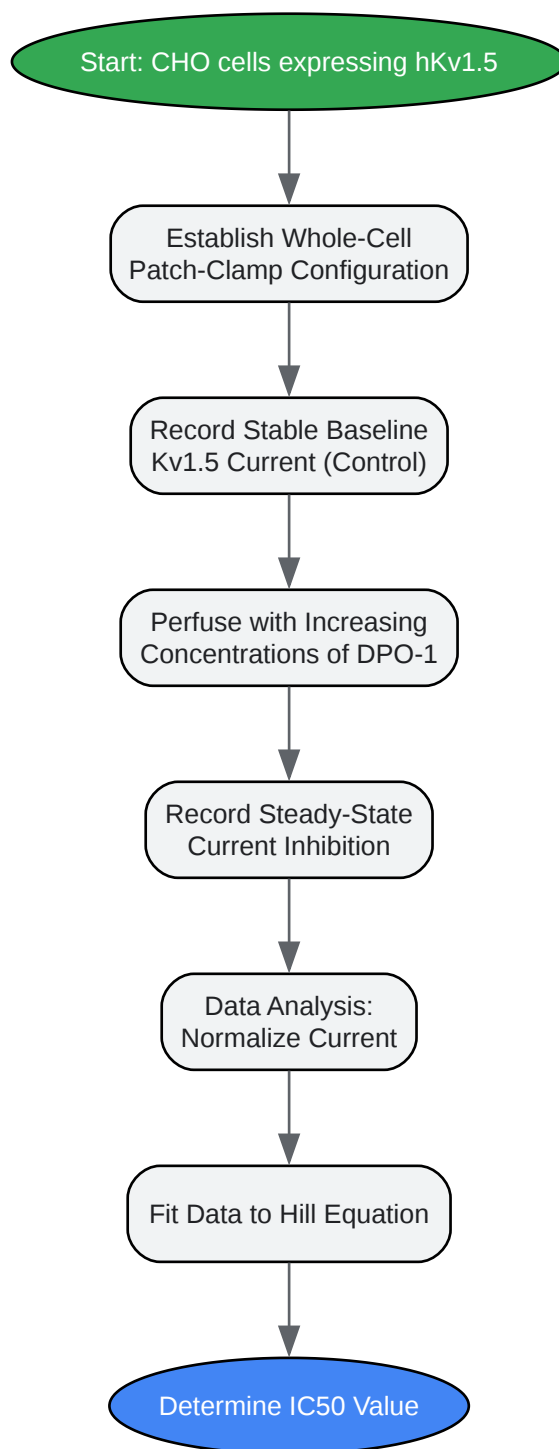 Start: CHO cells expressing hKv1.5
Establish Whole-Cell
Patch-Clamp Configuration
Record Stable Baseline
Kv1.5 Current (Control)
Perfuse with Increasing
Concentrations of DPO-1
Record Steady-State
Current Inhibition
Data Analysis:
Normalize Current
Fit Data to Hill Equation
Determine IC50 Value